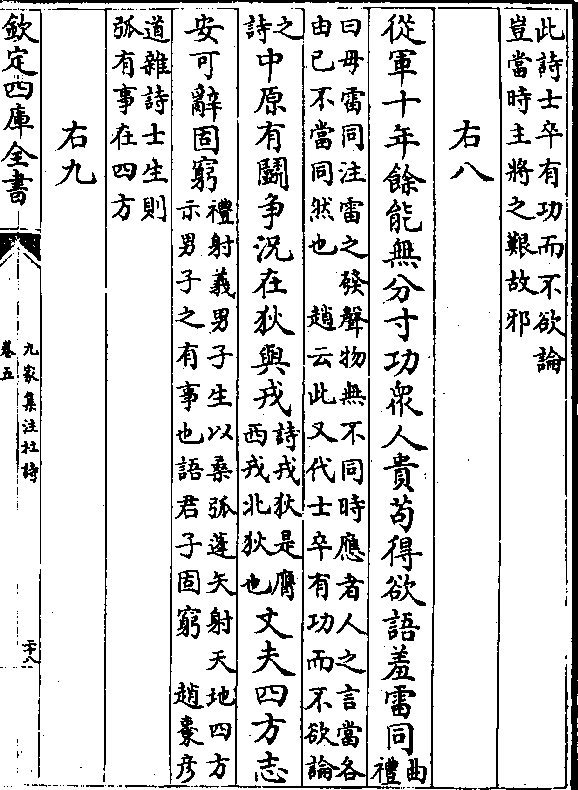 此詩士卒有功而不欲論
豈當時主將之艱故邪
右八
從軍十年餘能無分寸功衆人貴苟得欲語羞雷同曲禮
曰毋雷同注雷之發聲物無不同時應者人之言當各
由已不當同然也　趙云此又代士卒有功而不欲論
之詩中原有鬭争況在狄與戎詩戎狄是膺西戎北狄也丈夫四方志
安可辭固窮禮射義男子生以桑弧蓬矢射天地四方示男子之有事也語君子固窮　趙棗彦
道雜詩士生則
弧有事在四方
右九
欽定四庫全書
九家集注杜詩
卷五
二十八